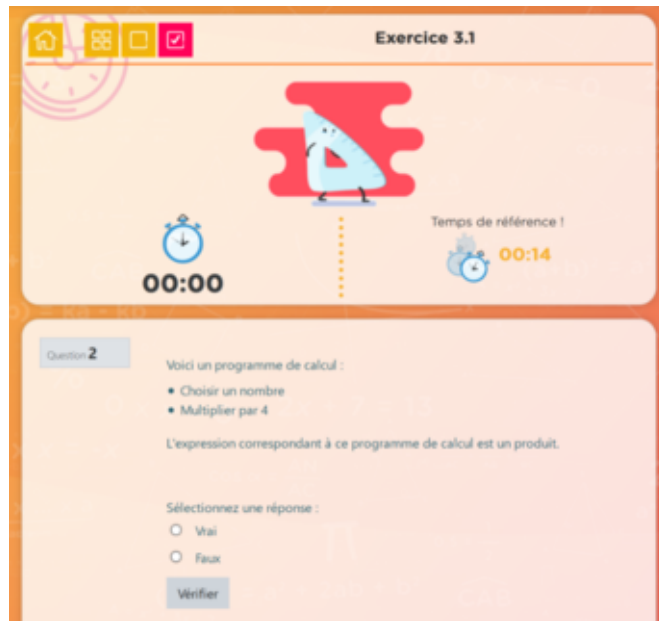 Exercice 3.1
Temps de référence !
00:14
00:00
Question 2
Voici un programme de calcul :
• Choisir un nombre
• Multiplier par 4
L'expression correspondant à ce programme de calcul est un produit.
Sélectionnez une réponse :
Vrai
Faux
Vérifier